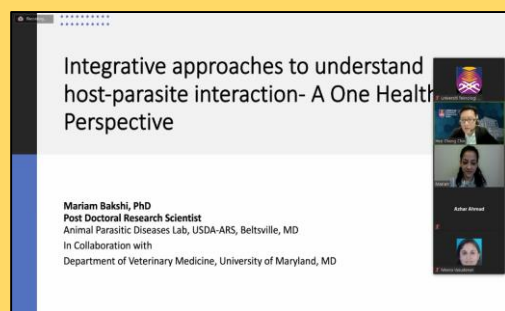 Integrative approaches to understand
host-parasite interaction- A One Health
Perspective
Mariam Bakshi, PhD
Post Doctoral Research Scientist
Animal Parasitic Diseases Lab, USDA-ARS, Beltsville, MD
In Collaboration with
Department of Veterinary Medicine, University of Maryland, MD
Azhar Ahmad